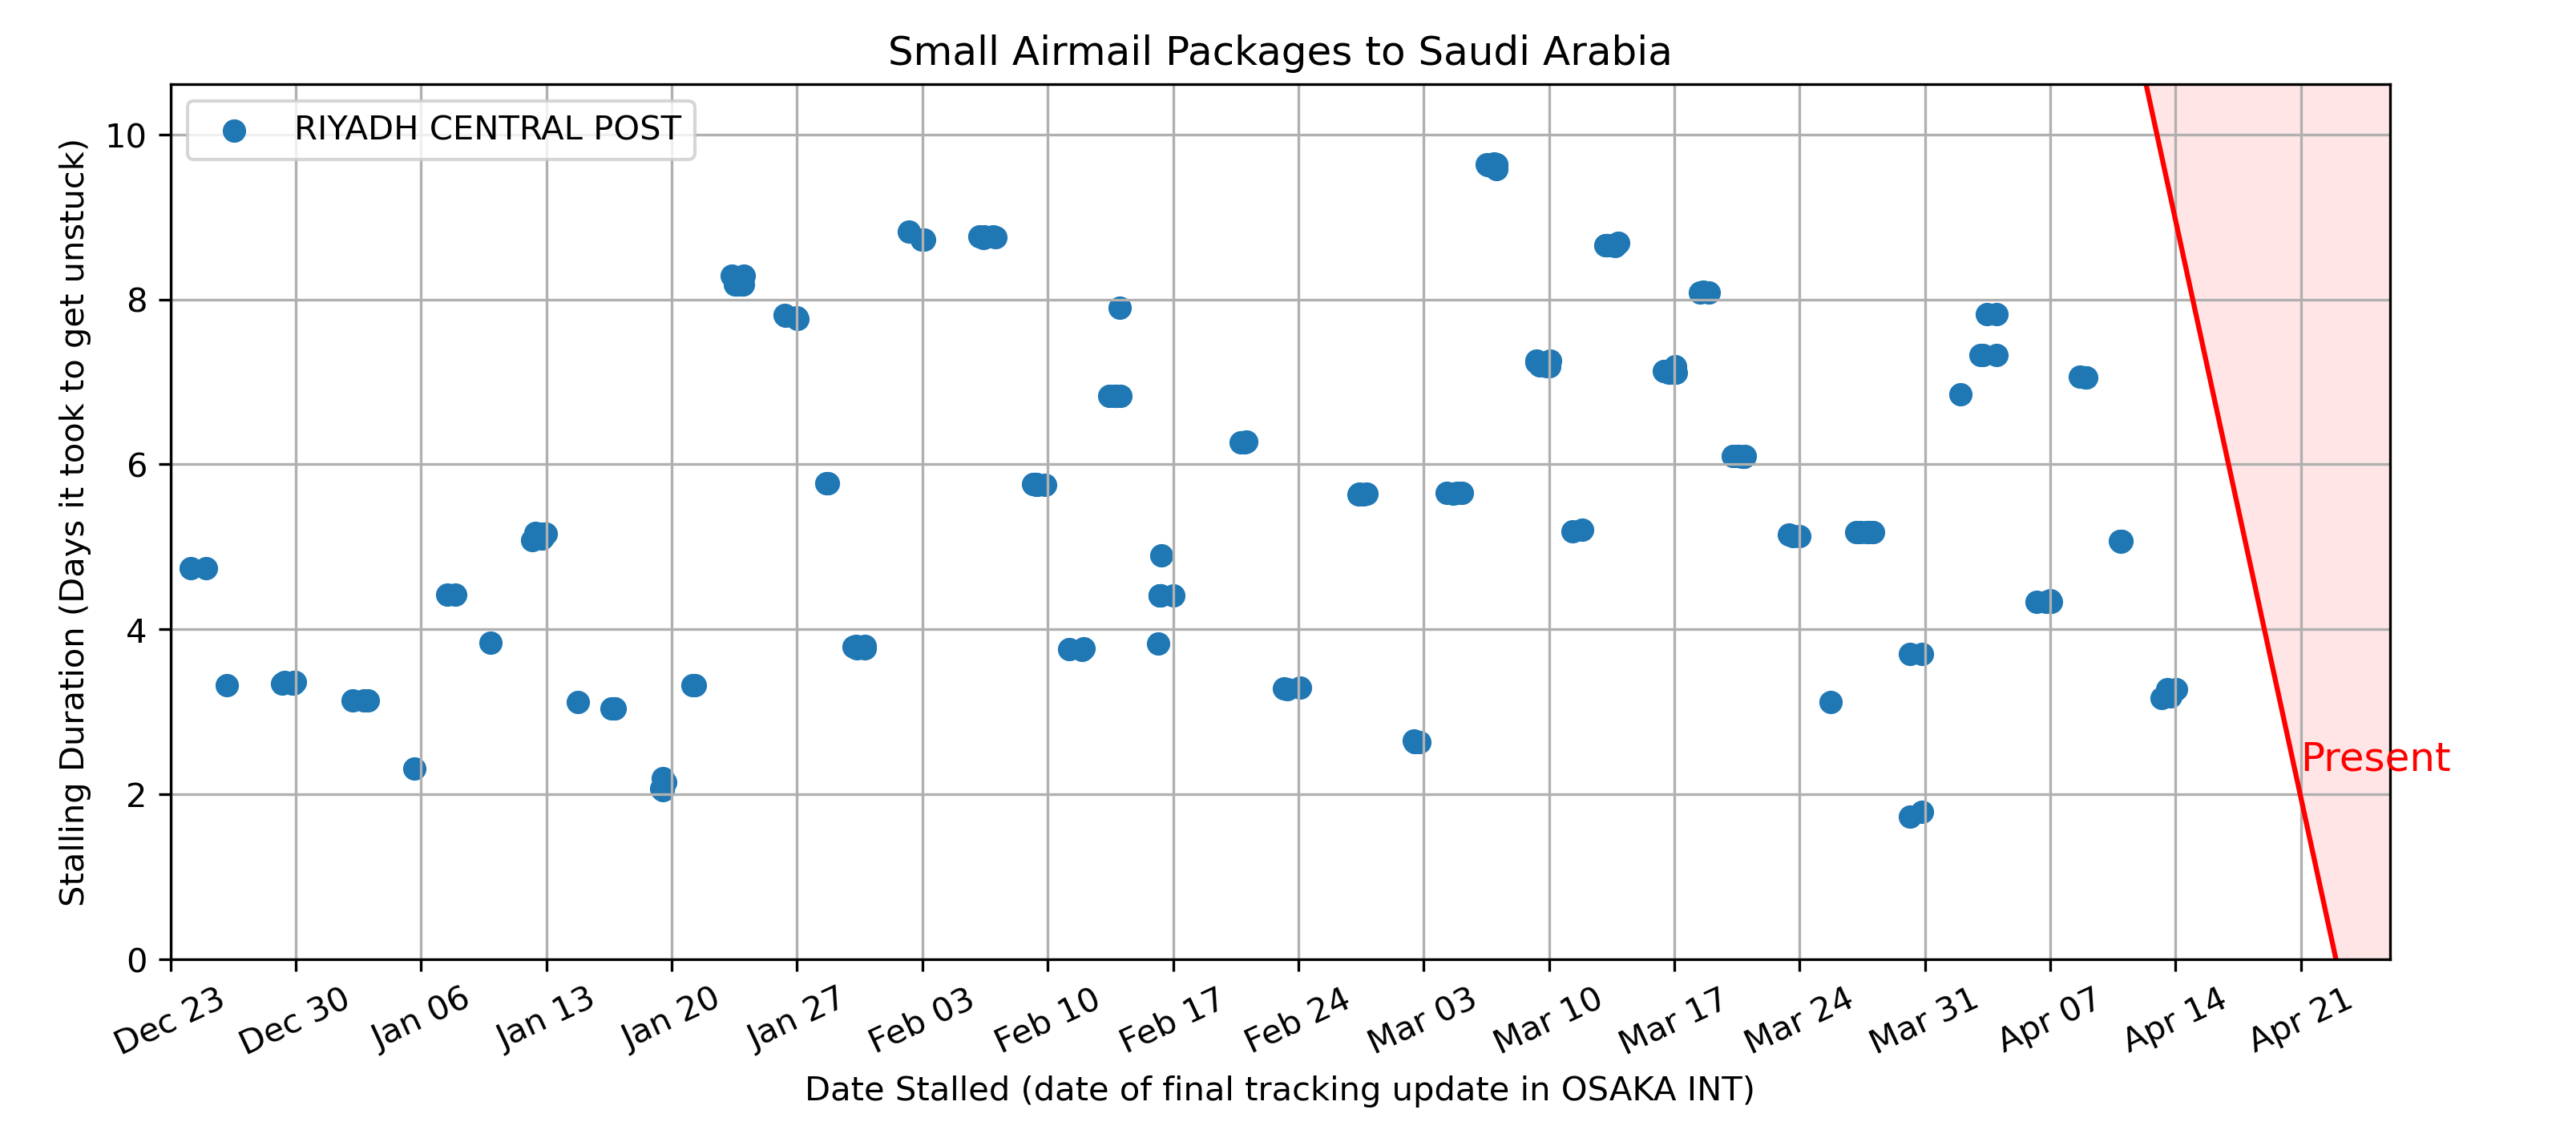 Small Airmail Packages to Saudi Arabia
RIYADH CENTRAL POST
Stalling Duration (Days it took to get unstuck)
10
8
6
4
2
0
Present
Dec 23
Dec 30
Jan 06
Jan 13
Jan 20
Jan 27
Feb 03
Feb 10
Feb 17
Feb 24
Mar 03
Mar 10
Mar 17
Mar 24
Mar 31
Apr 07
Apr 14
Apr 21
Date Stalled (date of final tracking update in OSAKA INT)